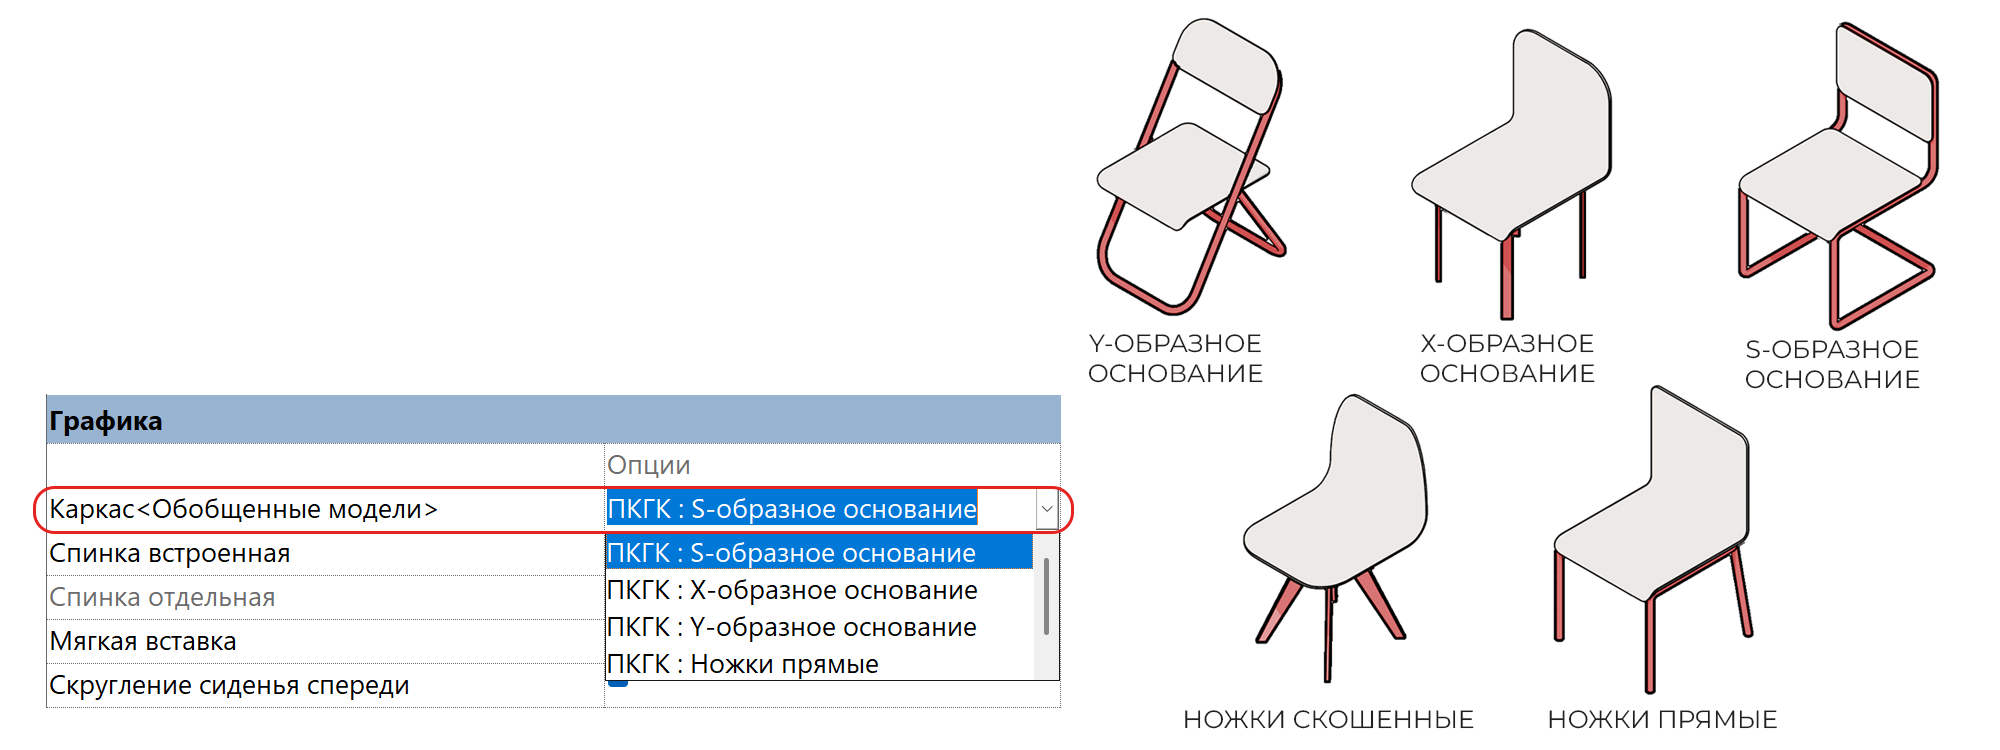 Y-ОБРАЗНОЕ
ОСНОВАНИЕ
X-ОБРАЗНОЕ
ОСНОВАНИЕ
S-ОБРАЗНОЕ
ОСНОВАНИЕ
Графика
Опции
Каркас<Обобщенные модели>
ПКГК : S-образное основание
Спинка встроенная
ПКГК : S-образное основание
ПКГК : X-образное основание
Спинка отдельная
ПКГК : Y-образное основание
Мягкая вставка
ПКГК : Ножки прямые
Скругление сиденья спереди
НОЖКИ СКОШЕННЫЕ
НОЖКИ ПРЯМЫЕ